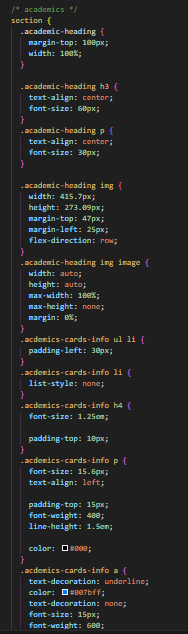 /* academics */
section {
.academic-heading {
margin-top: 100px;
width: 100%;
}
.academic-heading h3 {
text-align: center;
font-size: 60px;
}
.academic-heading p {
text-align: center;
font-size: 30px;
}
.academic-heading img {
width: 415.7px;
height: 273.09px;
margin-top: 47px;
margin-left: 25px;
flex-direction: row;
}
.academic-heading img image {
width: auto;
height: auto;
max-width: 100%;
max-height: none;
margin: 0%;
}
.acdemics-cards-info ul li {
padding-left: 30px;
}
.acdemics-cards-info li {
list-style: none;
}
.acdemics-cards-info h4 {
font-size: 1.25em;
padding-top: 10px;
}
.acdemics-cards-info p {
font-size: 15.6px;
text-align: left;
padding-top: 15px;
font-weight: 400;
line-height: 1.5em;
color: #000;
}
.acdemics-cards-info a {
text-decoration: underline;
color: #007bff;
text-decoration: none;
font-size: 15px;
font-weight: 600;